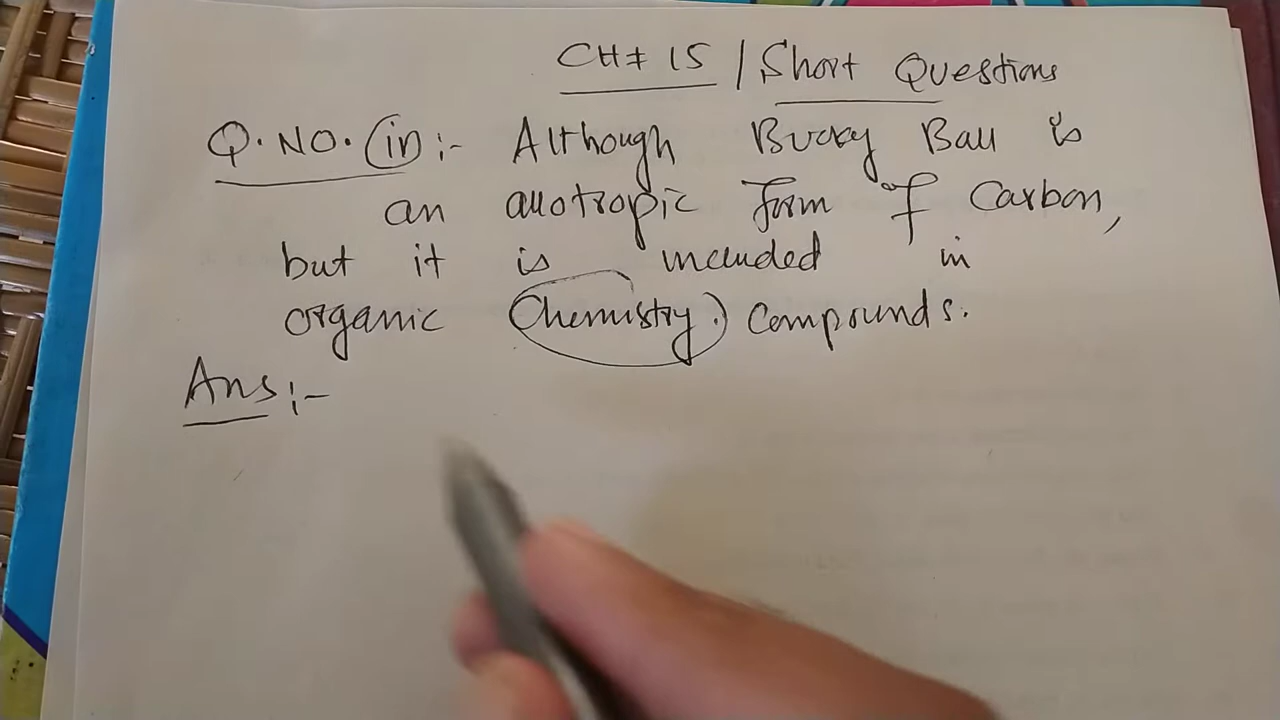 CH# 15 / Short Questions
Q.NO.(iv):- Although Bucky Ball is
an allotropic form of Carbon,
but it is included in
organic Chemistry. compounds.
Ans:-